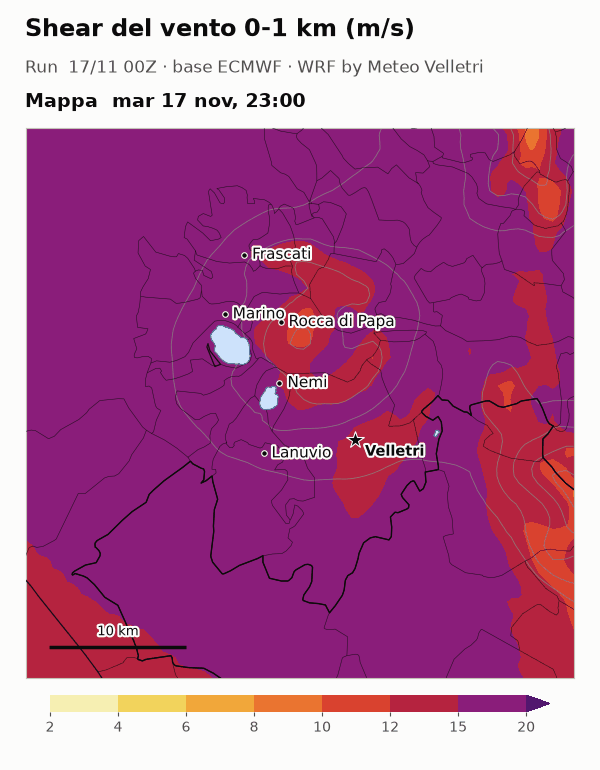 Shear del vento 0-1 km (m/s)
Run 17/11 00Z · base ECMWF · WRF by Meteo Velletri
Mappa mar 17 nov, 23:00
Frascati
Marino
Rocca di Papa
Nemi
Velletri
Lanuvio
10 km
2 4 6 8 10 12 15 20